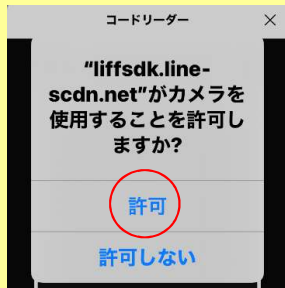 コードリーダー ×
“liffsdk.line-
scdn.net”がカメラを
使用することを許可し
ますか?
許可
許可しない